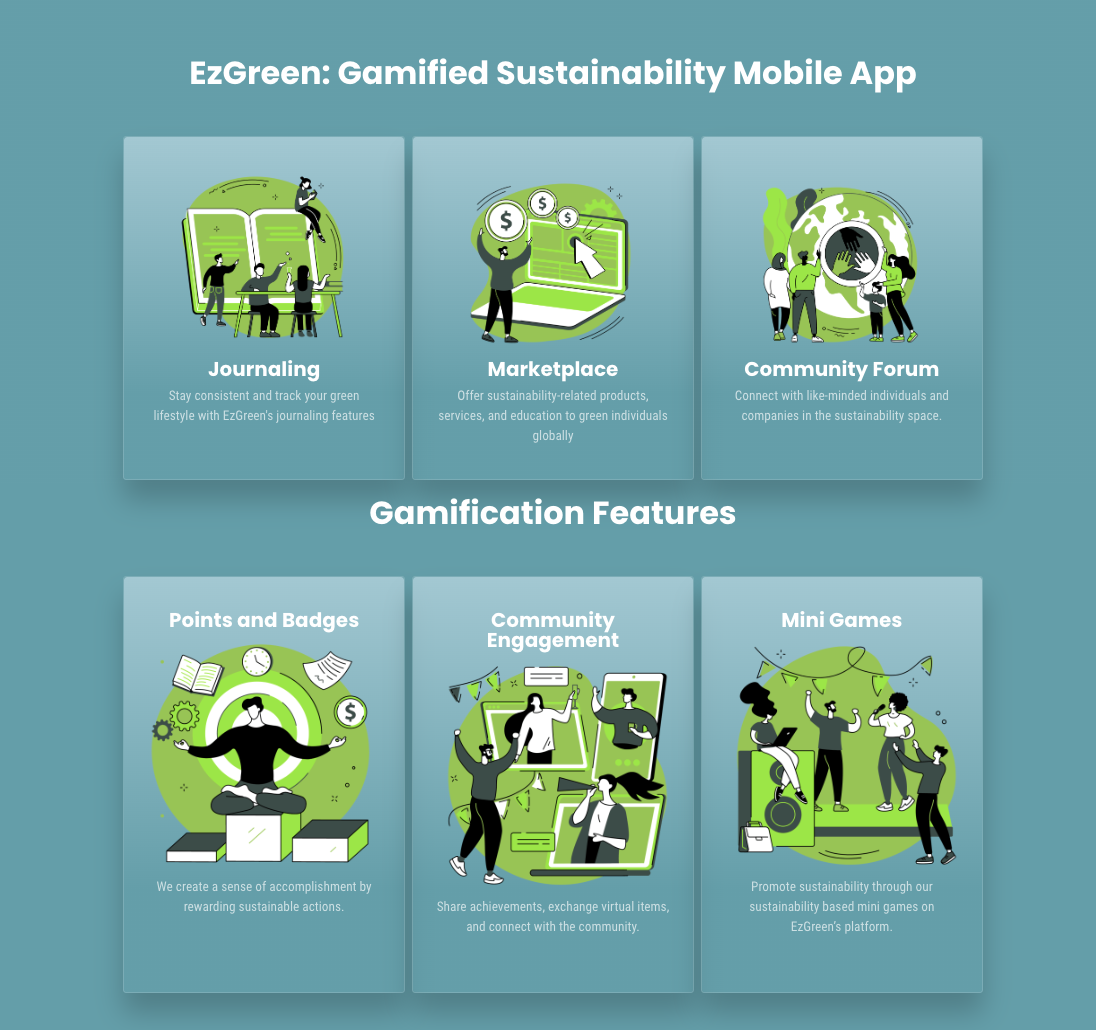 EzGreen: Gamified Sustainability Mobile App
Journaling
Stay consistent and track your green
lifestyle with EzGreen's journaling features
Marketplace
Offer sustainability-related products,
services, and education to green individuals
globally
Community Forum
Connect with like-minded individuals and
companies in the sustainability space.
Gamification Features
Points and Badges
We create a sense of accomplishment by
rewarding sustainable actions.
Community
Engagement
Share achievements, exchange virtual items,
and connect with the community.
Mini Games
Promote sustainability through our
sustainability based mini games on
EzGreen's platform.